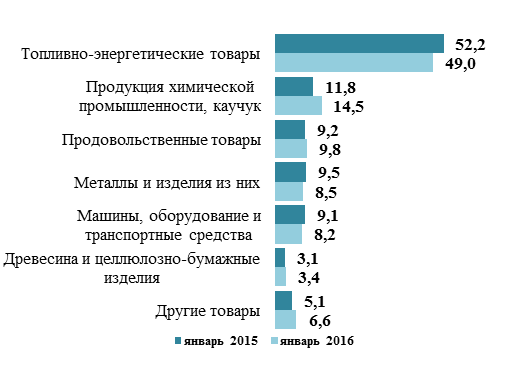 Топливно-энергетические товары
52,2
49,0
Продукция химической
промышленности, каучук
11,8
14,5
Продовольственные товары
9,2
9,8
Металлы и изделия из них
9,5
8,5
Машины, оборудование и
транспортные средства
9,1
8,2
Древесина и целлюлозно-бумажные
изделия
3,1
3,4
Другие товары
5,1
6,6
январь 2015 январь 2016